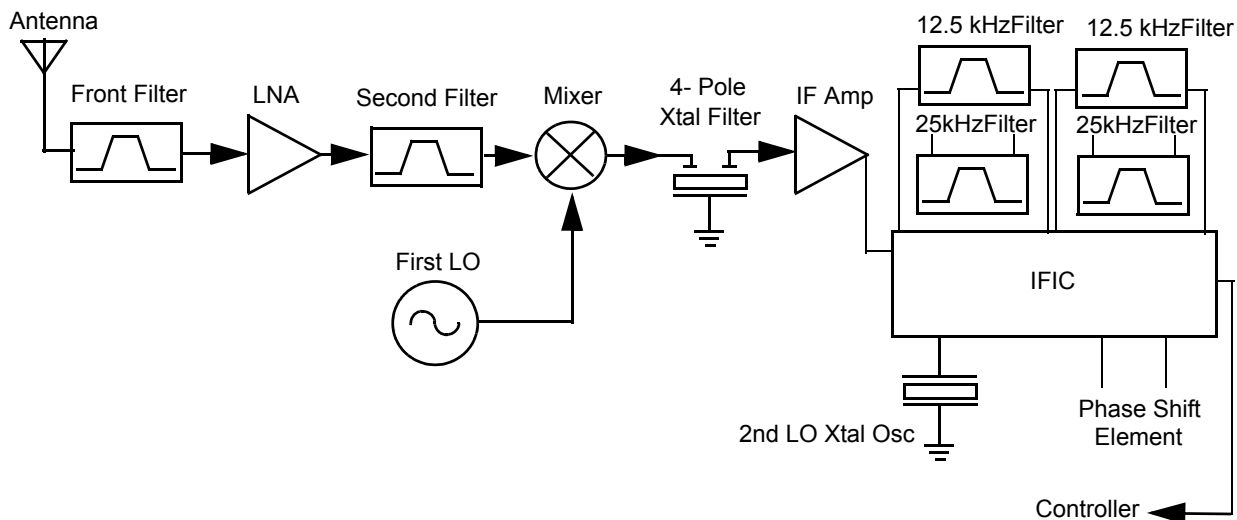 Antenna
Front Filter
LNA
Second Filter
Mixer
4- Pole
Xtal Filter
IF Amp
12.5 kHzFilter
12.5 kHzFilter
25kHzFilter
25kHzFilter
First LO
IFIC
2nd LO Xtal Osc
Phase Shift
Element
Controller